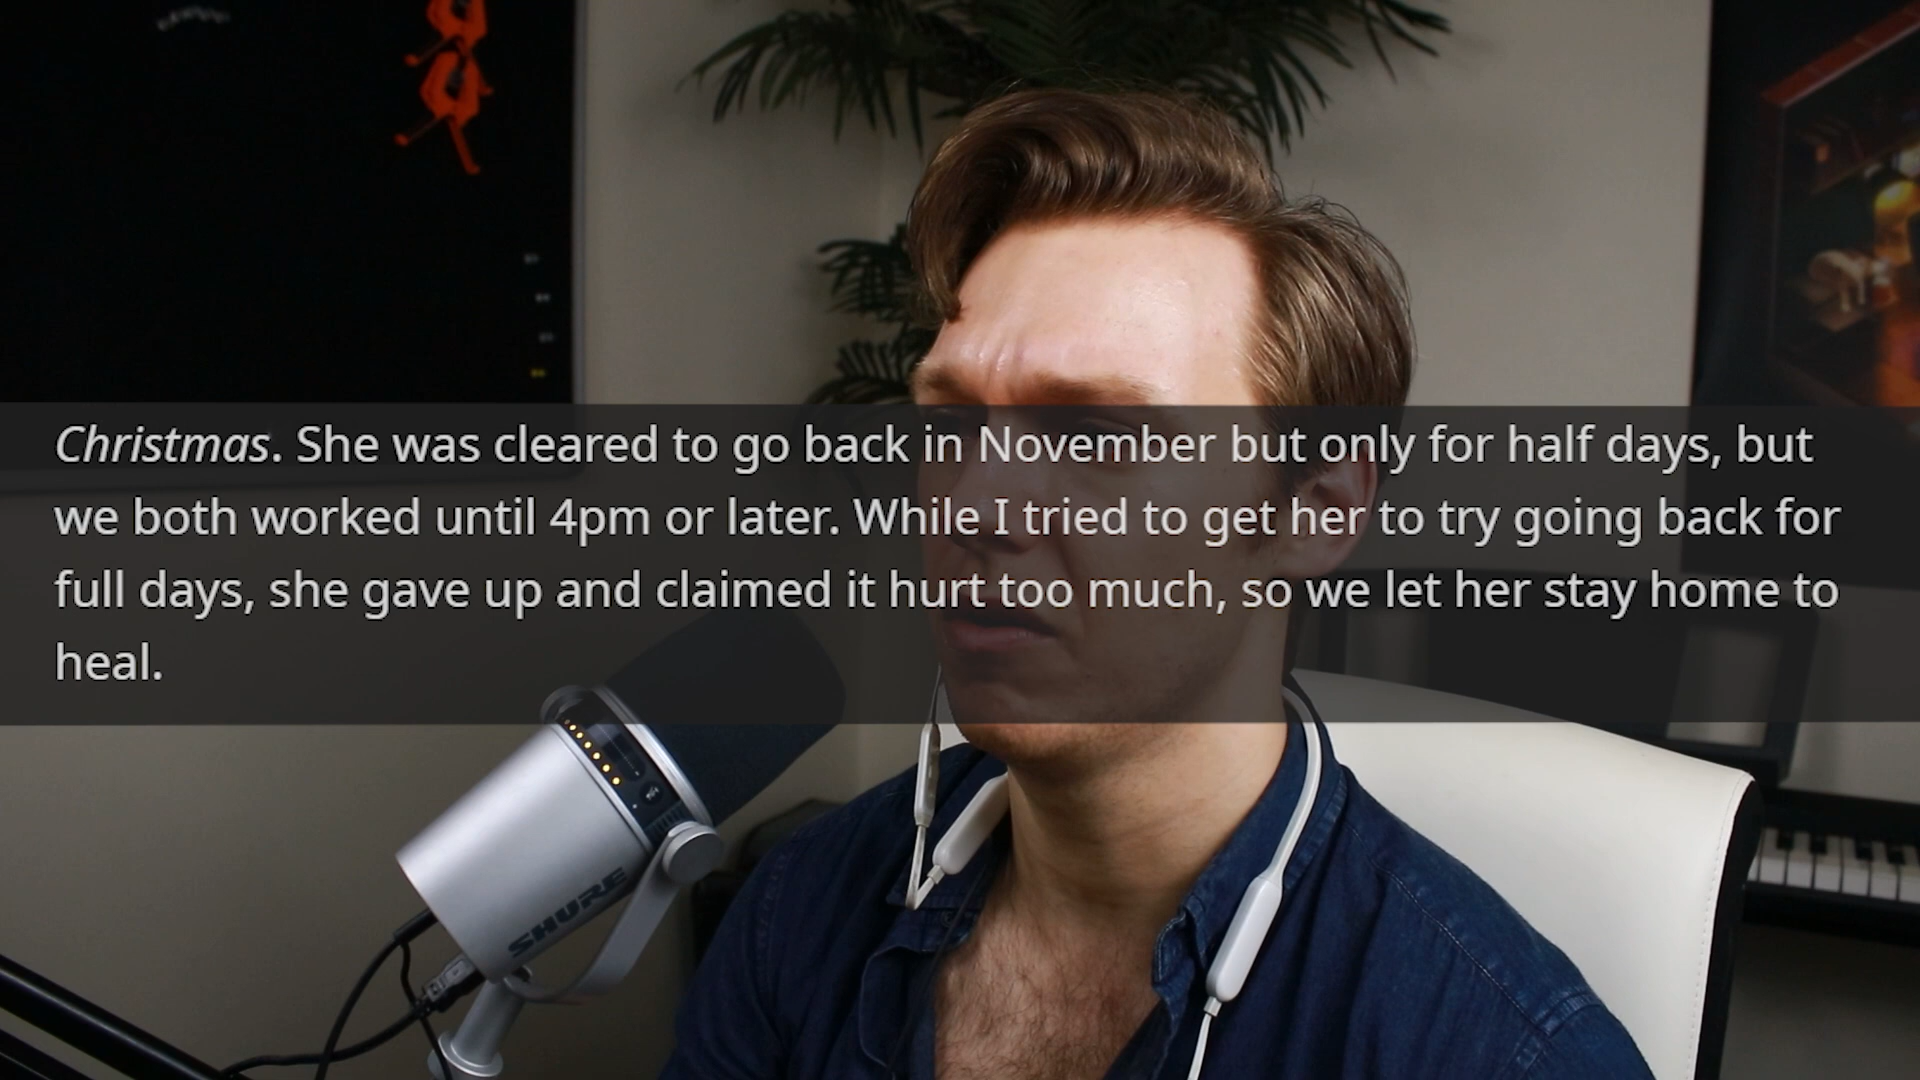 Christmas. She was cleared to go back in November but only for half days, but
we both worked until 4pm or later. While I tried to get her to try going back for
full days, she gave up and claimed it hurt too much, so we let her stay home to
heal.
SHURE